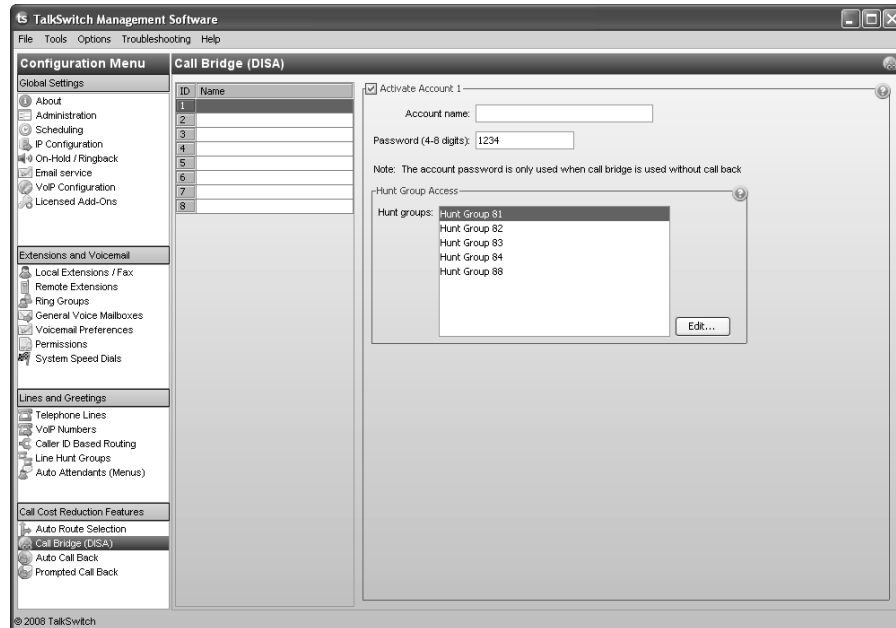 ts TalkSwitch Management Software
File Tools Options Troubleshooting Help
Configuration Menu
Global Settings
About
Administration
Scheduling
IP Configuration
On-Hold / Ringback
Email service
VoIP Configuration
Licensed Add-Ons
Extensions and Voicemail
Local Extensions / Fax
Remote Extensions
Ring Groups
General Voice Mailboxes
Voicemail Preferences
Permissions
System Speed Dials
Lines and Greetings
Telephone Lines
VoIP Numbers
Caller ID Based Routing
Line Hunt Groups
Auto Attendants (Menus)
Call Cost Reduction Features
Auto Route Selection
Call Bridge (DISA)
Auto Call Back
Prompted Call Back
Call Bridge (DISA)
ID Name
1
2
3
4
5
6
7
8
Activate Account 1
Account name:
Password (4-8 digits): 1234
Note: The account password is only used when call bridge is used without call back
Hunt Group Access
Hunt groups: Hunt Group 81
Hunt Group 82
Hunt Group 83
Hunt Group 84
Hunt Group 88
Edit...
© 2008 TalkSwitch